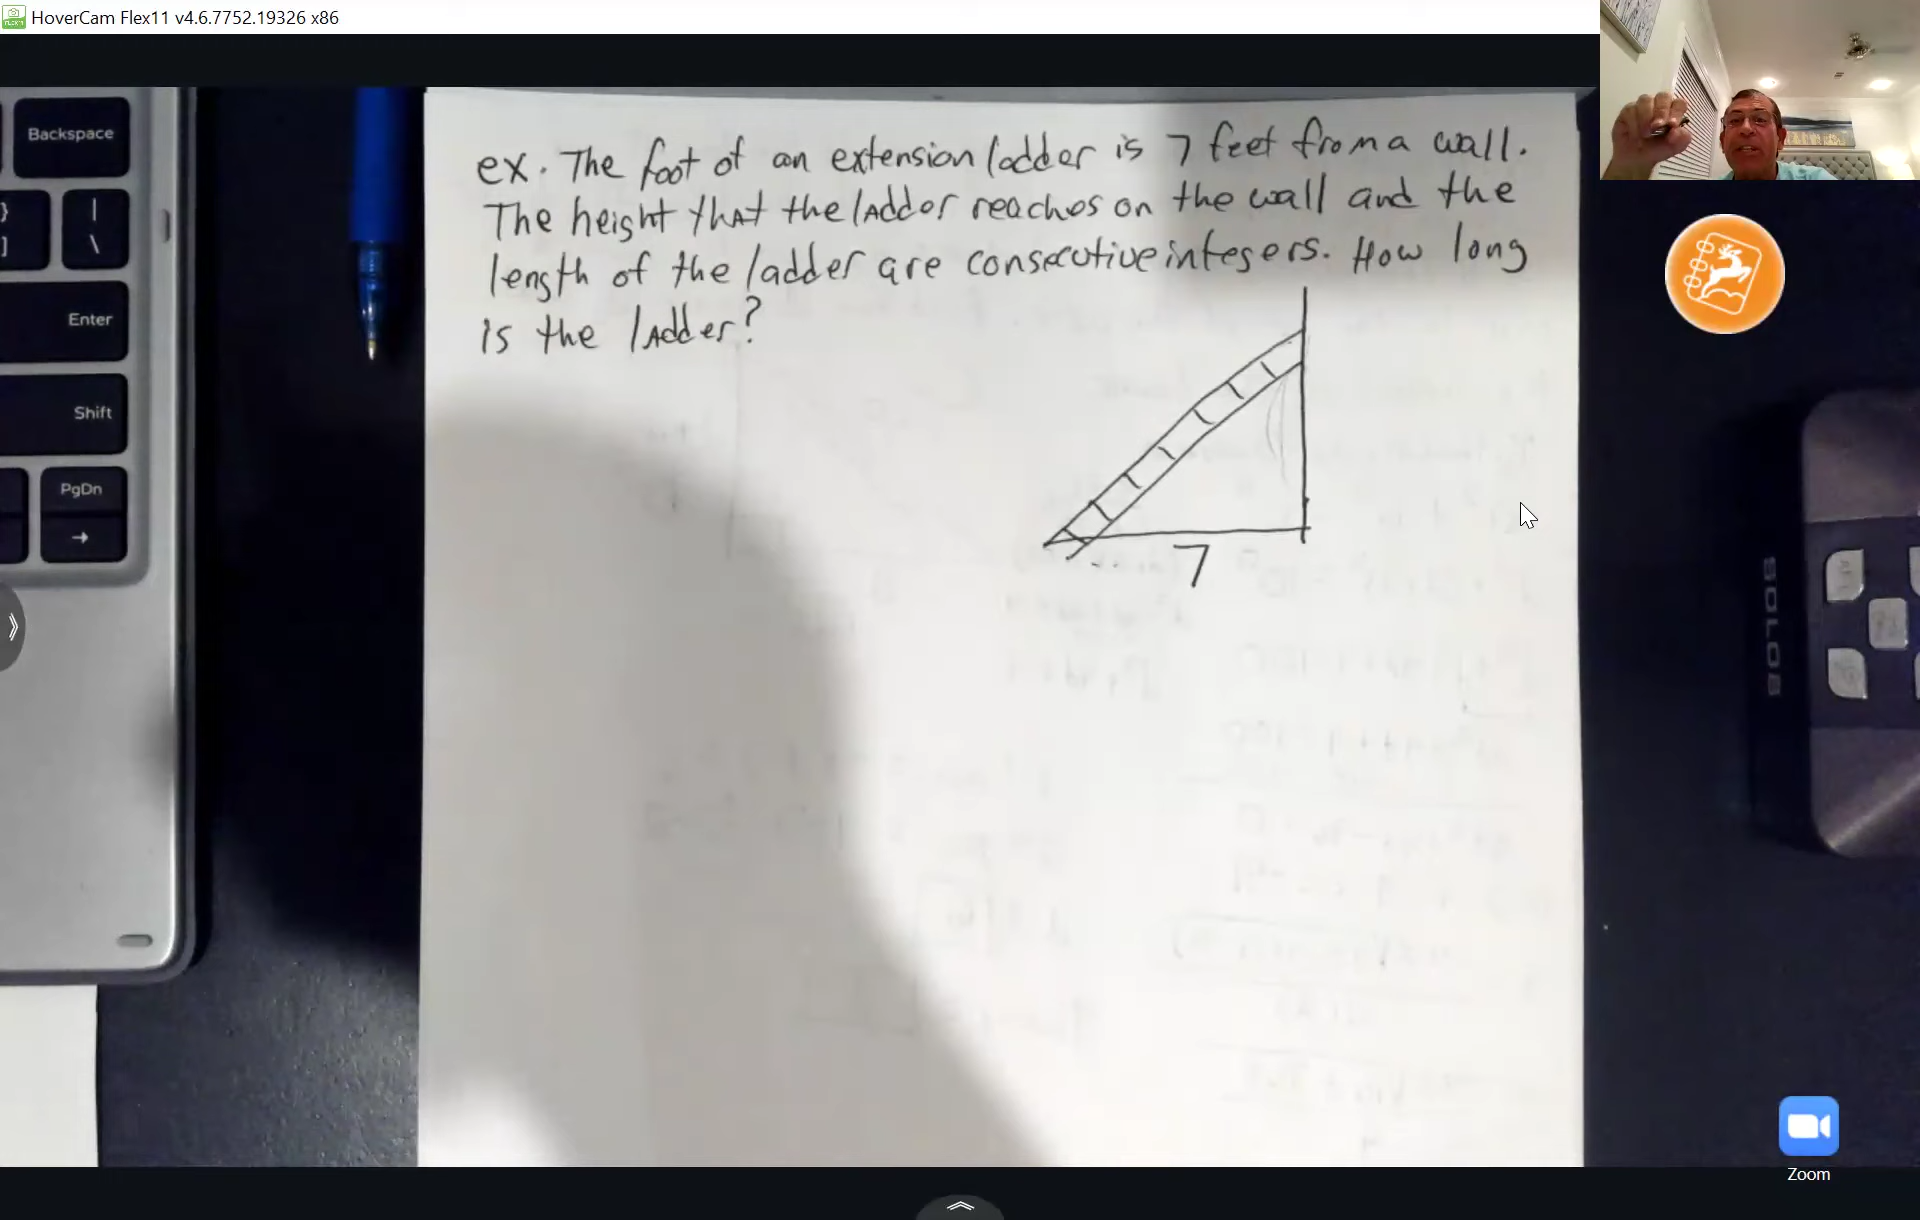 HoverCam Flex11 v4.6.7752.19326 x86
Backspace
}
]
|
\
Enter
Shift
PgDn
→
ex. The foot of an extension ladder is 7 feet from a wall.
The height that the ladder reaches on the wall and the
length of the ladder are consecutive integers. How long
is the ladder?
7
SOLO8
Zoom